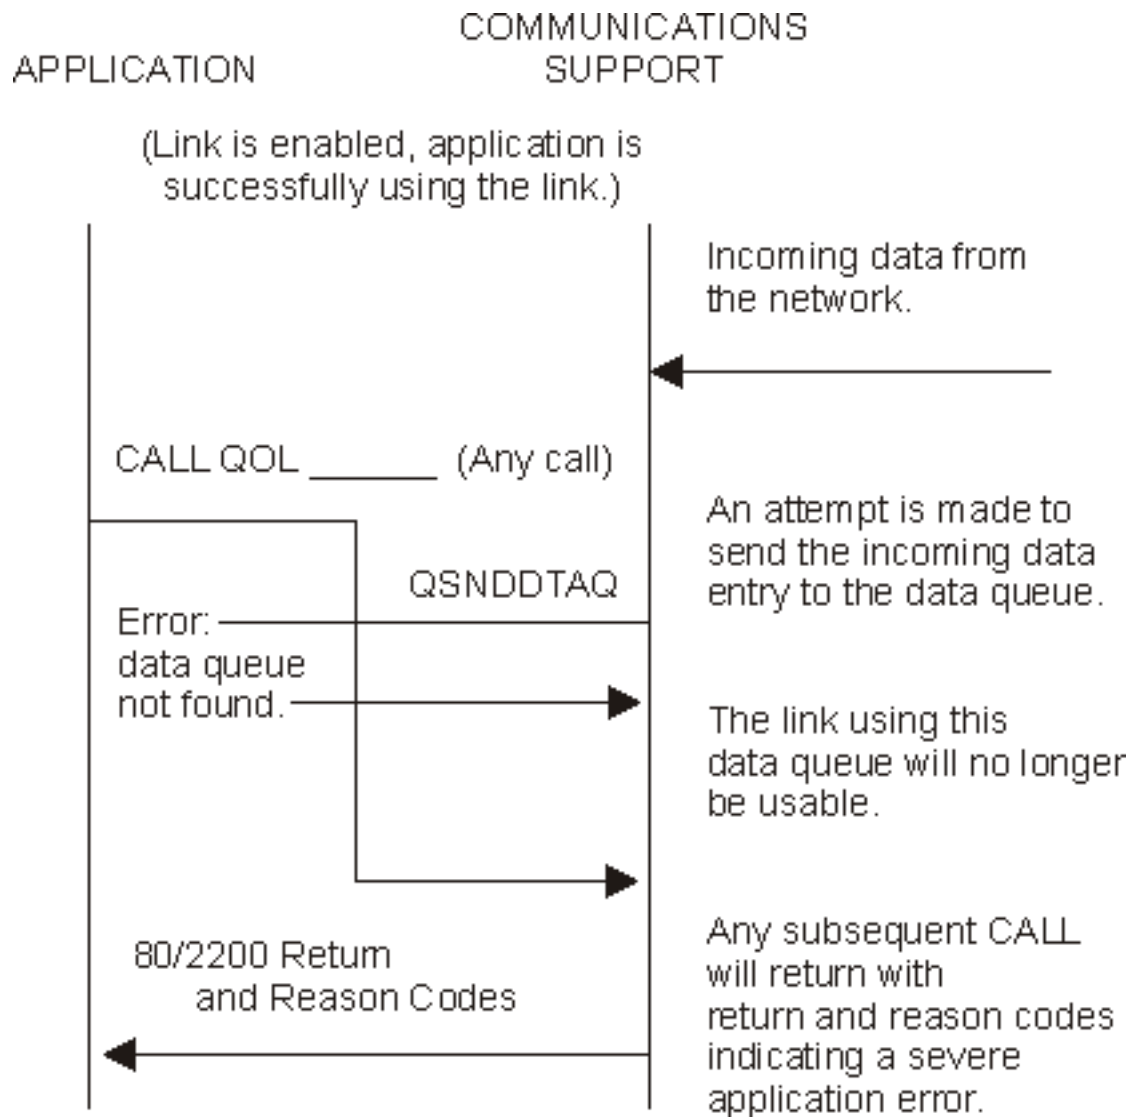 COMMUNICATIONS
APPLICATION SUPPORT
(Link is enabled, application is
successfully using the link.)
Incoming data from
the network.
CALL QOL ______ (Any call)
An attempt is made to
send the incoming data
entry to the data queue.
QSNDDTAQ
Error:
data queue
not found.
The link using this
data queue will no longer
be usable.
80/2200 Return
and Reason Codes
Any subsequent CALL
will return with
return and reason codes
indicating a severe
application error.